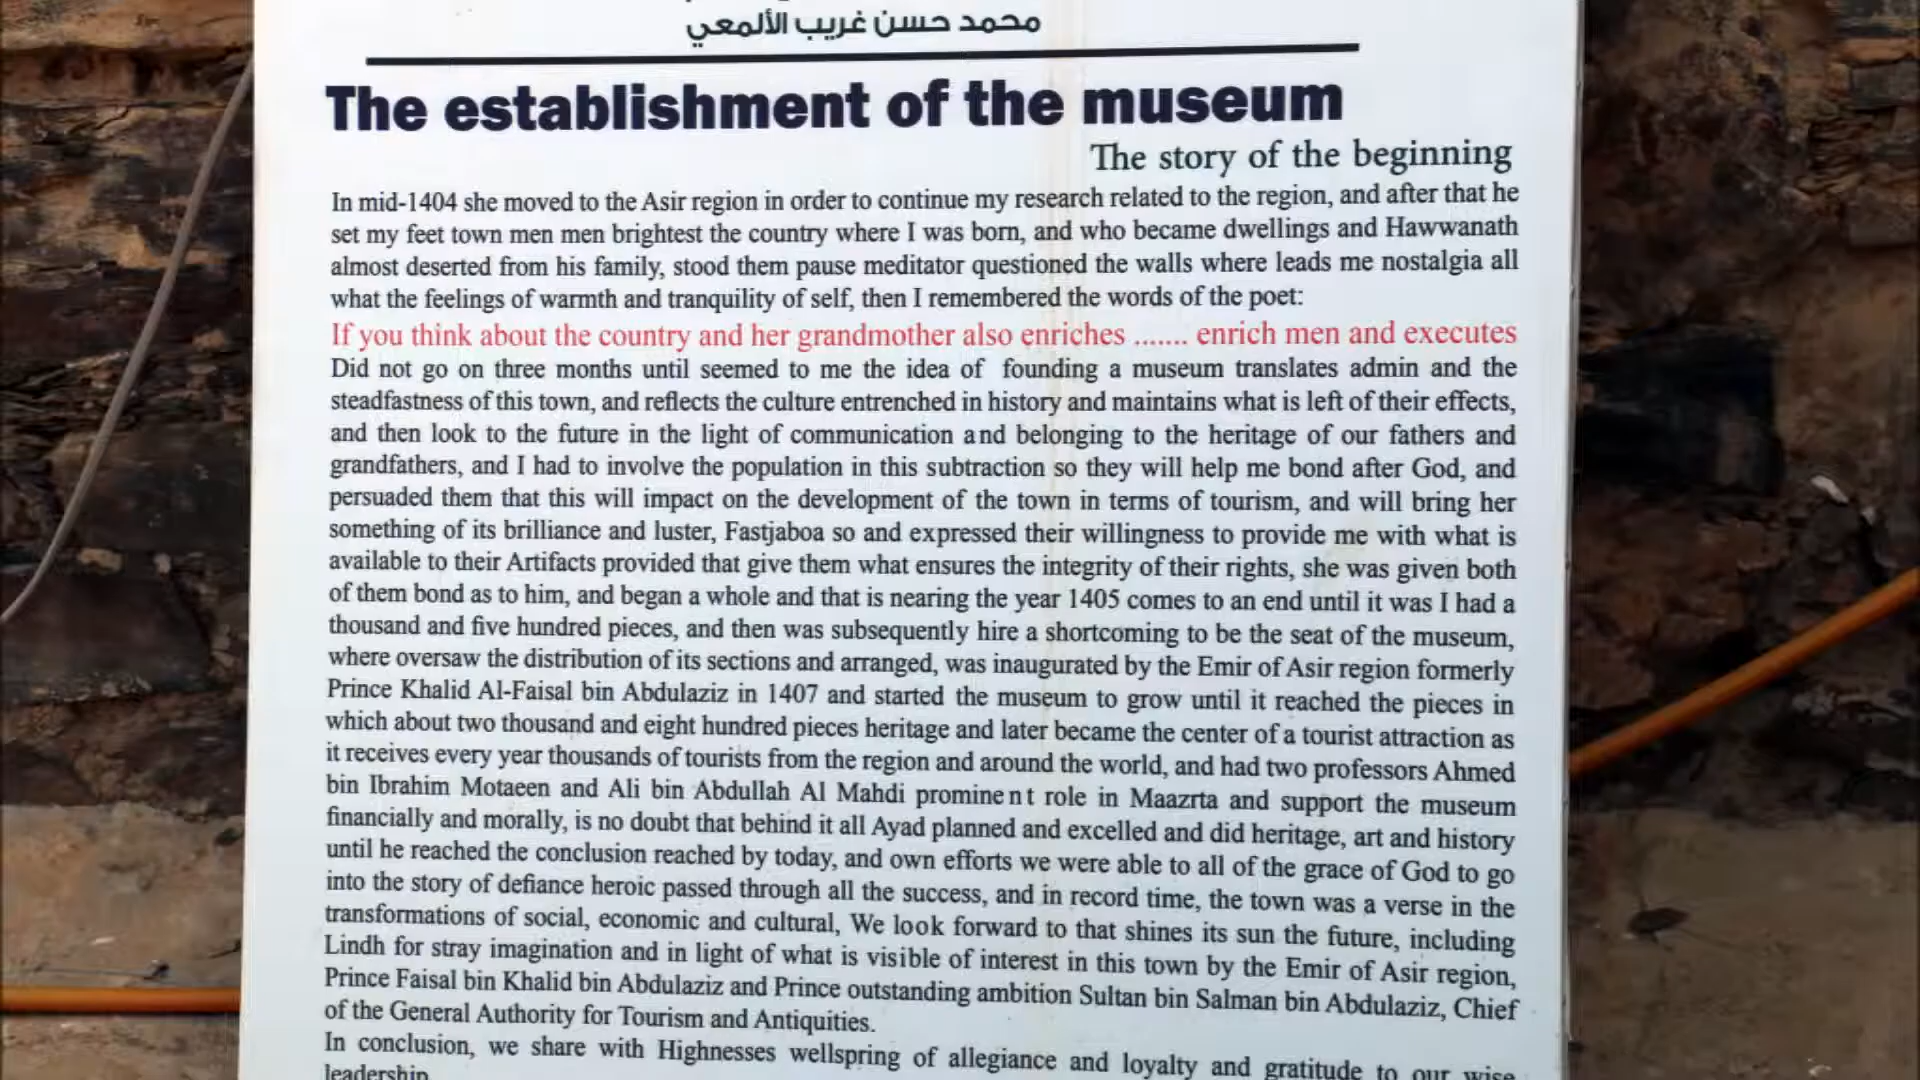 محمد حسن غريب الألمعي
The establishment of the museum
The story of the beginning
In mid-1404 she moved to the Asir region in order to continue my research related to the region, and after that he
set my feet town men men brightest the country where I was born, and who became dwellings and Hawwanath
almost deserted from his family, stood them pause meditator questioned the walls where leads me nostalgia all
what the feelings of warmth and tranquility of self, then I remembered the words of the poet:
If you think about the country and her grandmother also enriches ....... enrich men and executes
Did not go on three months until seemed to me the idea of founding a museum translates admin and the
steadfastness of this town, and reflects the culture entrenched in history and maintains what is left of their effects,
and then look to the future in the light of communication and belonging to the heritage of our fathers and
grandfathers, and I had to involve the population in this subtraction so they will help me bond after God, and
persuaded them that this will impact on the development of the town in terms of tourism, and will bring her
something of its brilliance and luster, Fastjaboa so and expressed their willingness to provide me with what is
available to their Artifacts provided that give them what ensures the integrity of their rights, she was given both
of them bond as to him, and began a whole and that is nearing the year 1405 comes to an end until it was I had a
thousand and five hundred pieces, and then was subsequently hire a shortcoming to be the seat of the museum,
where oversaw the distribution of its sections and arranged, was inaugurated by the Emir of Asir region formerly
Prince Khalid Al-Faisal bin Abdulaziz in 1407 and started the museum to grow until it reached the pieces in
which about two thousand and eight hundred pieces heritage and later became the center of a tourist attraction as
it receives every year thousands of tourists from the region and around the world, and had two professors Ahmed
bin Ibrahim Motaeen and Ali bin Abdullah Al Mahdi prominent role in Maazrta and support the museum
financially and morally, is no doubt that behind it all Ayad planned and excelled and did heritage, art and history
until he reached the conclusion reached by today, and own efforts we were able to all of the grace of God to go
into the story of defiance heroic passed through all the success, and in record time, the town was a verse in the
transformations of social, economic and cultural, We look forward to that shines its sun the future, including
Lindh for stray imagination and in light of what is visible of interest in this town by the Emir of Asir region,
Prince Faisal bin Khalid bin Abdulaziz and Prince outstanding ambition Sultan bin Salman bin Abdulaziz, Chief
of the General Authority for Tourism and Antiquities.
In conclusion, we share with Highnesses wellspring of allegiance and loyalty and gratitude to our wise
leadership